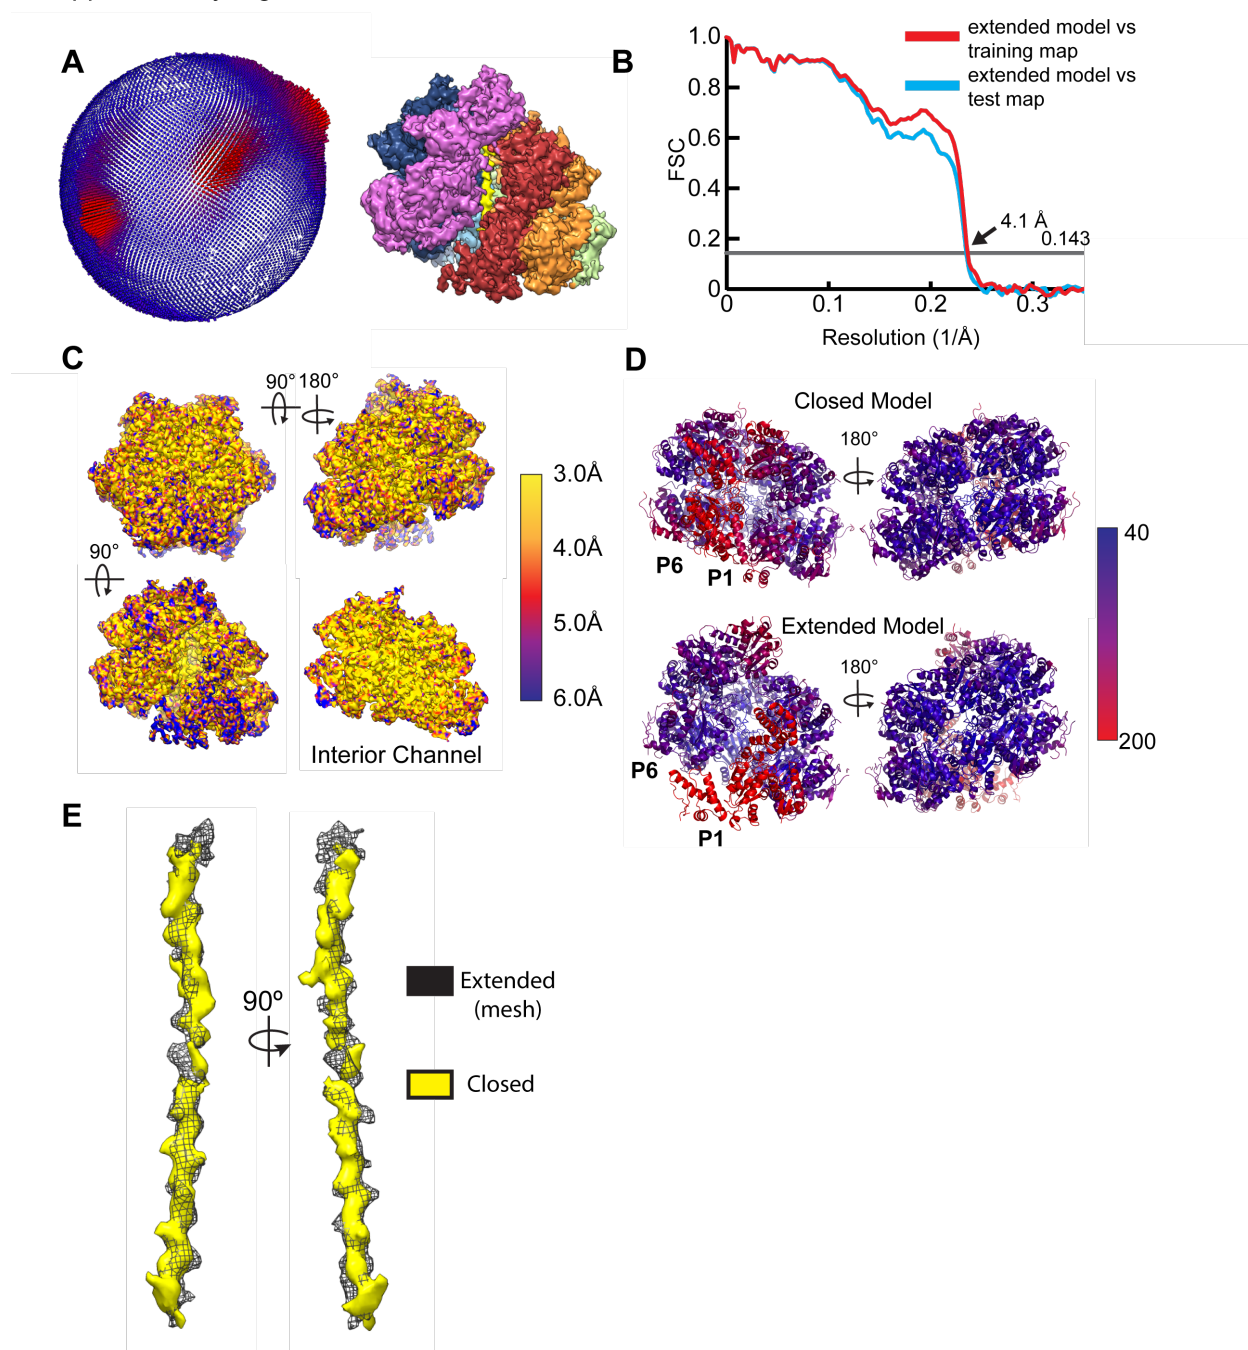 A
B
extended model vs
training map
extended model vs
test map
1.0
0.8
0.6
0.4
0.2
0
FSC
4.1 Å
0.143
0
0.1
0.2
0.3
Resolution (1/Å)
C
90°
180°
90°
3.0Å
4.0Å
5.0Å
6.0Å
Interior Channel
D
Closed Model
180°
P6
P1
Extended Model
180°
P6
P1
40
200
E
90º
Extended
(mesh)
Closed